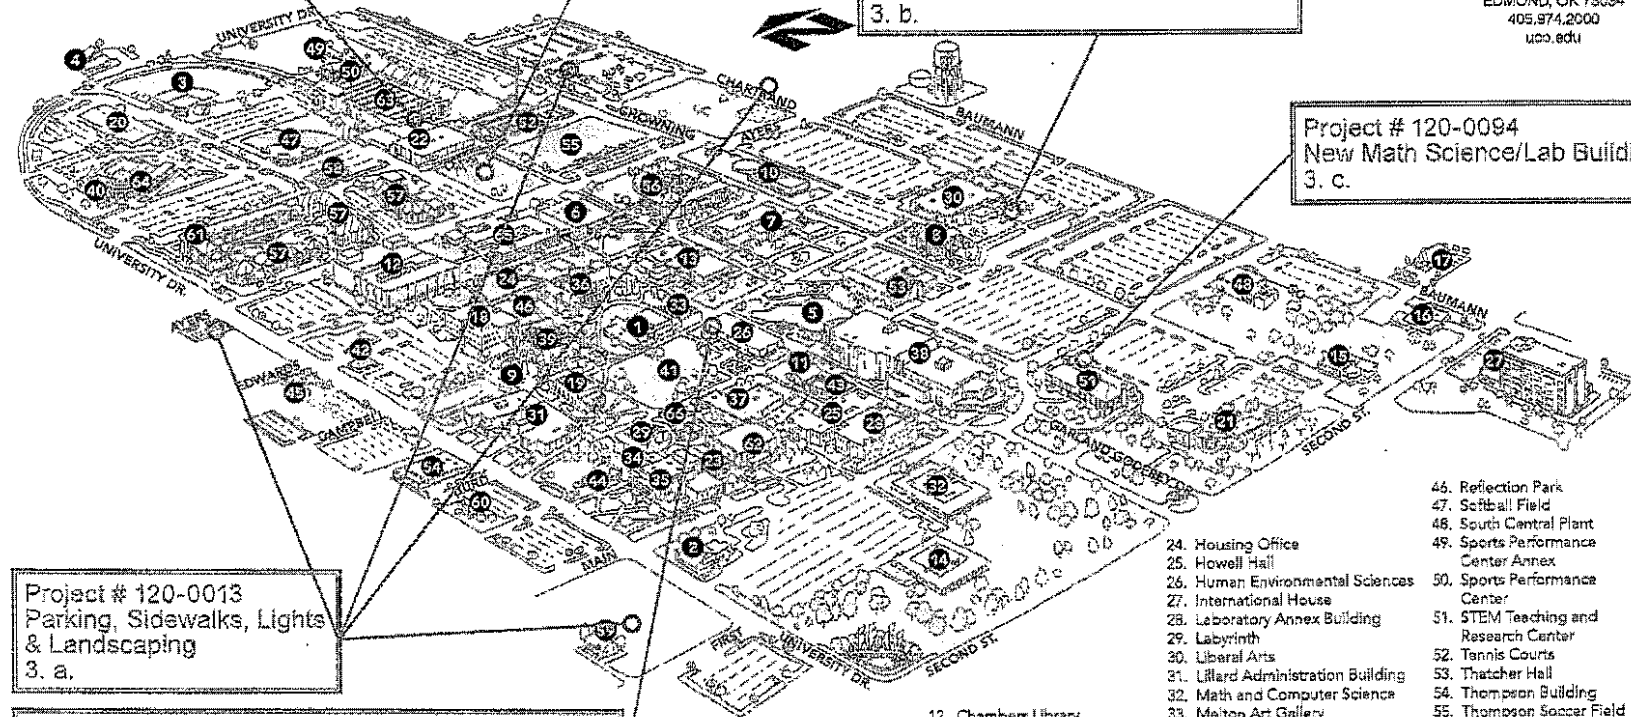 3. b.
EDMOND, OK 73034
405.974.2000
uco.edu
UNIVERSITY DR.
CHARTRAND
CHOWNING
AYERS
BAUMANN
Project # 120-0094
New Math Science/Lab Buildi
3. c.
UNIVERSITY DR.
BAUMANN
EDWARDS
CAMPBELL
GARLAND GODFREY DR.
SECOND ST.
HURD
MAIN
FIRST
UNIVERSITY DR.
SECOND ST.
Project # 120-0013
Parking, Sidewalks, Lights
& Landscaping
3. a.
12. Chambers Library
24. Housing Office
25. Howell Hall
26. Human Environmental Sciences
27. International House
28. Laboratory Annex Building
29. Labyrinth
30. Liberal Arts
31. Lillard Administration Building
32. Math and Computer Science
33. Melton Art Gallery
46. Reflection Park
47. Softball Field
48. South Central Plant
49. Sports Performance
Center Annex
50. Sports Performance
Center
51. STEM Teaching and
Research Center
52. Tennis Courts
53. Thatcher Hall
54. Thompson Building
55. Thompson Soccer Field